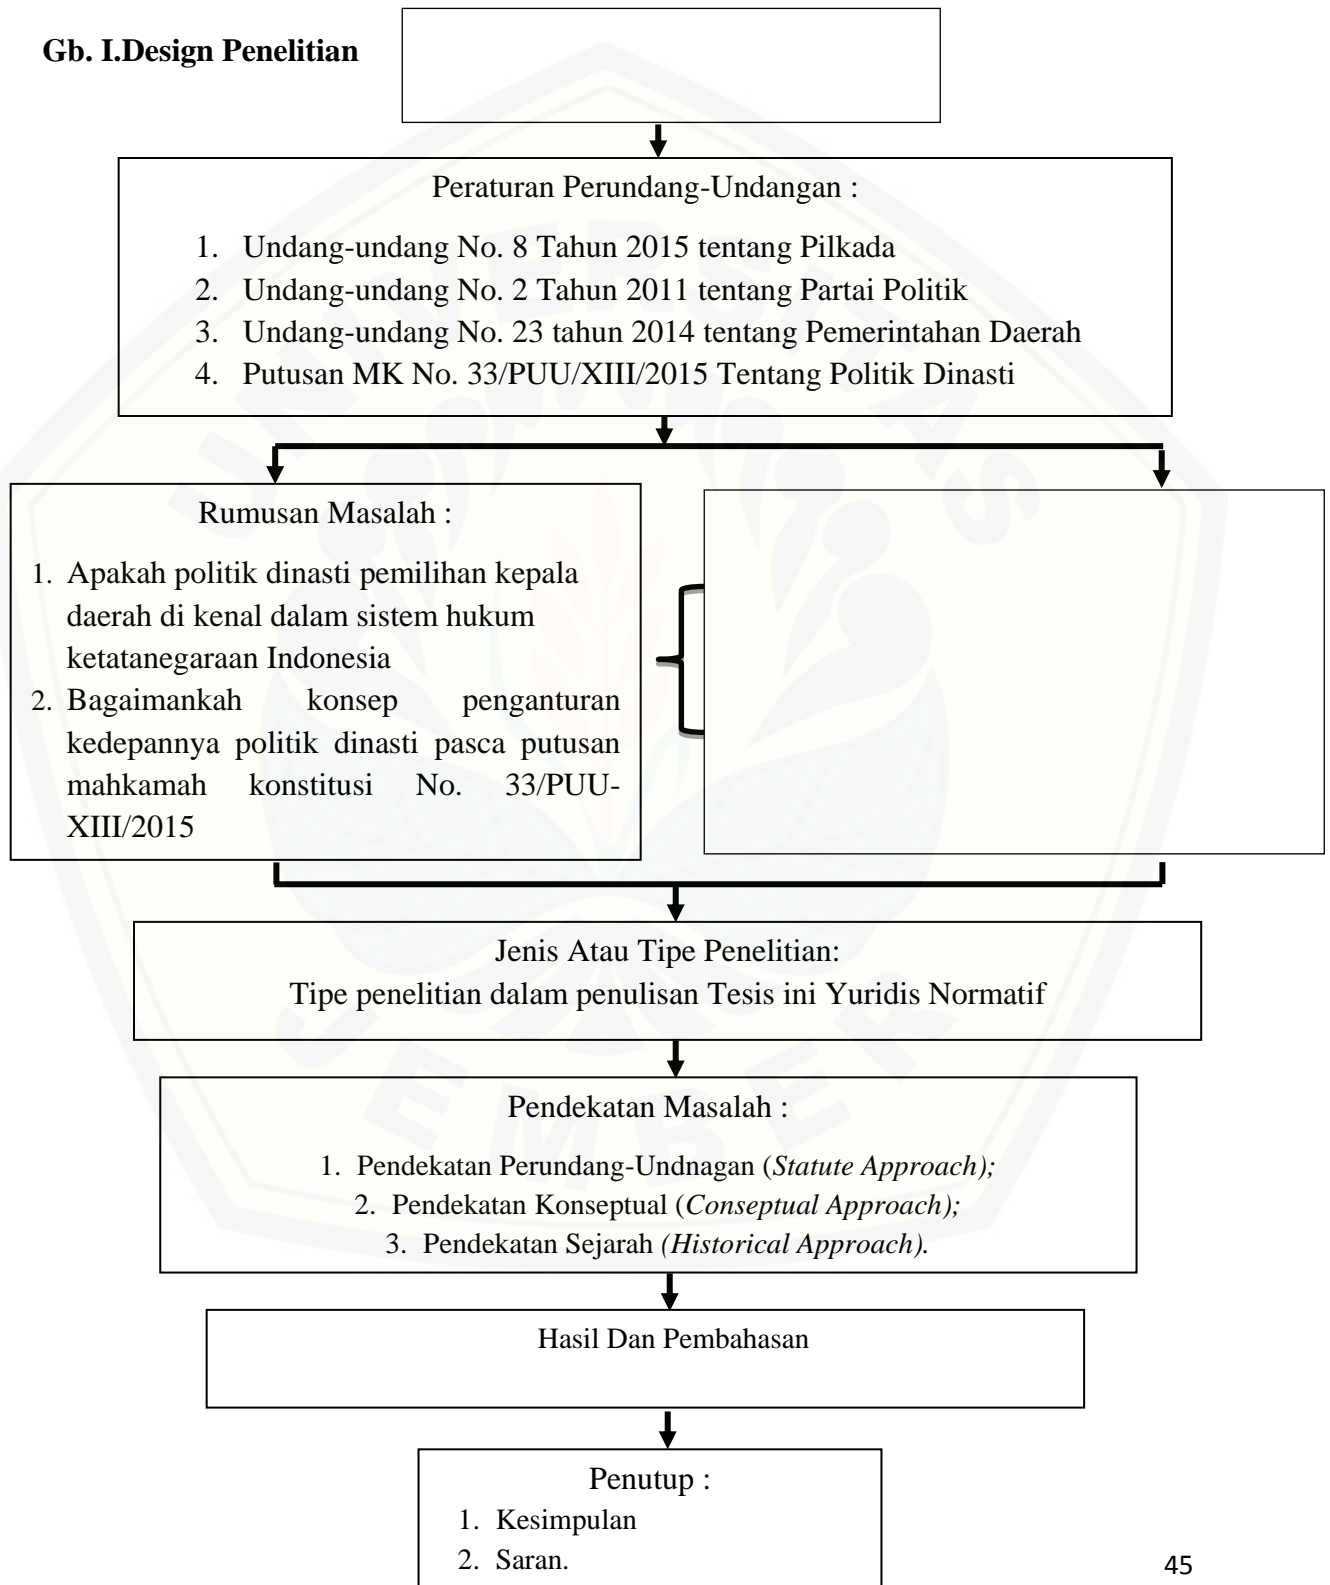 Gb. I.Design Penelitian
Peraturan Perundang-Undangan :
1. Undang-undang No. 8 Tahun 2015 tentang Pilkada
2. Undang-undang No. 2 Tahun 2011 tentang Partai Politik
3. Undang-undang No. 23 tahun 2014 tentang Pemerintahan Daerah
4. Putusan MK No. 33/PUU/XIII/2015 Tentang Politik Dinasti
Rumusan Masalah :
1. Apakah politik dinasti pemilihan kepala
daerah di kenal dalam sistem hukum
ketatanegaraan Indonesia
2. Bagaimankah konsep penganturan
kedepannya politik dinasti pasca putusan
mahkamah konstitusi No. 33/PUU-
XIII/2015
Jenis Atau Tipe Penelitian:
Tipe penelitian dalam penulisan Tesis ini Yuridis Normatif
Pendekatan Masalah :
1. Pendekatan Perundang-Undnagan (Statute Approach);
2. Pendekatan Konseptual (Conseptual Approach);
3. Pendekatan Sejarah (Historical Approach).
Hasil Dan Pembahasan
Penutup :
1. Kesimpulan
2. Saran.
45
UNIVERSITAS
JEMBER